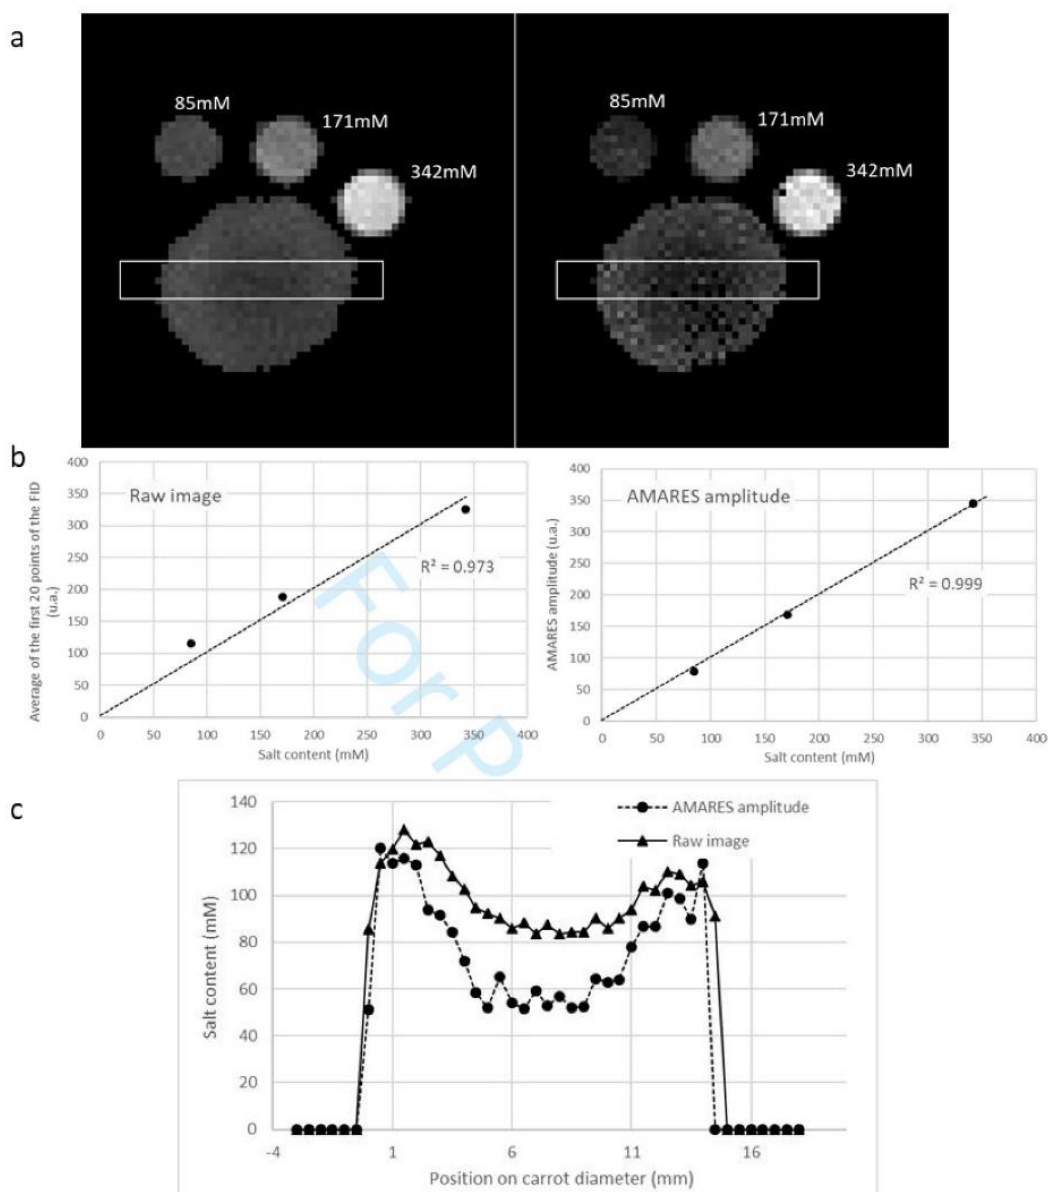 a
85mM
171mM
342mM
85mM
171mM
342mM
b
400
350
300
250
200
150
100
50
0
Raw image
R² = 0.973
Average of the first 20 points of the FID
(u.a.)
0 50 100 150 200 250 300 350 400
Salt content (mM)
400
350
300
250
200
150
100
50
0
AMARES amplitude
R² = 0.999
AMARES amplitude (u.a.)
0 50 100 150 200 250 300 350 400
Salt content (mM)
For P
c
140
120
100
80
60
40
20
0
Salt content (mM)
AMARES amplitude
Raw image
-4 1 6 11 16
Position on carrot diameter (mm)